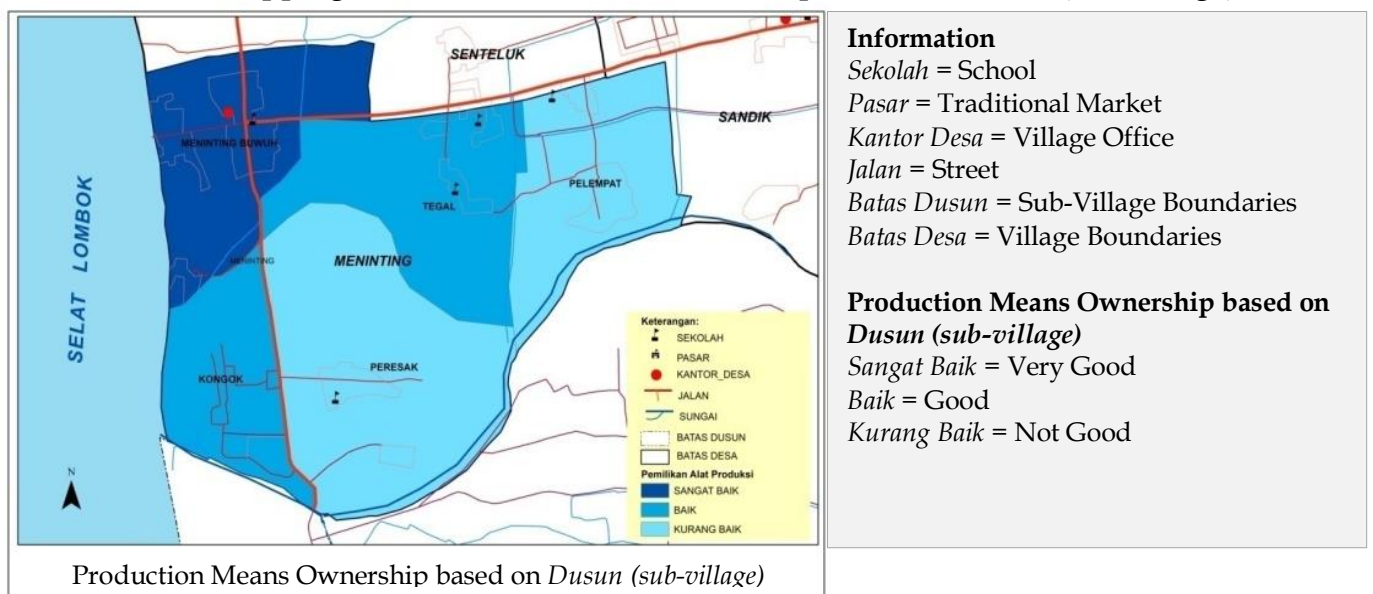 SENTELUK
SANDIK
MENINTING BUWUH
PELEMPAT
TEGAL
SELAT LOMBOK
MENINTING
MENINTING
KONGOK
PERESAK
N
Keterangan:
SEKOLAH
PASAR
KANTOR_DESA
JALAN
SUNGAI
BATAS DUSUN
BATAS DESA
Pemilikan Alat Produksi
SANGAT BAIK
BAIK
KURANG BAIK
Production Means Ownership based on Dusun (sub-village)
Information
Sekolah = School
Pasar = Traditional Market
Kantor Desa = Village Office
Jalan = Street
Batas Dusun = Sub-Village Boundaries
Batas Desa = Village Boundaries
Production Means Ownership based on
Dusun (sub-village)
Sangat Baik = Very Good
Baik = Good
Kurang Baik = Not Good